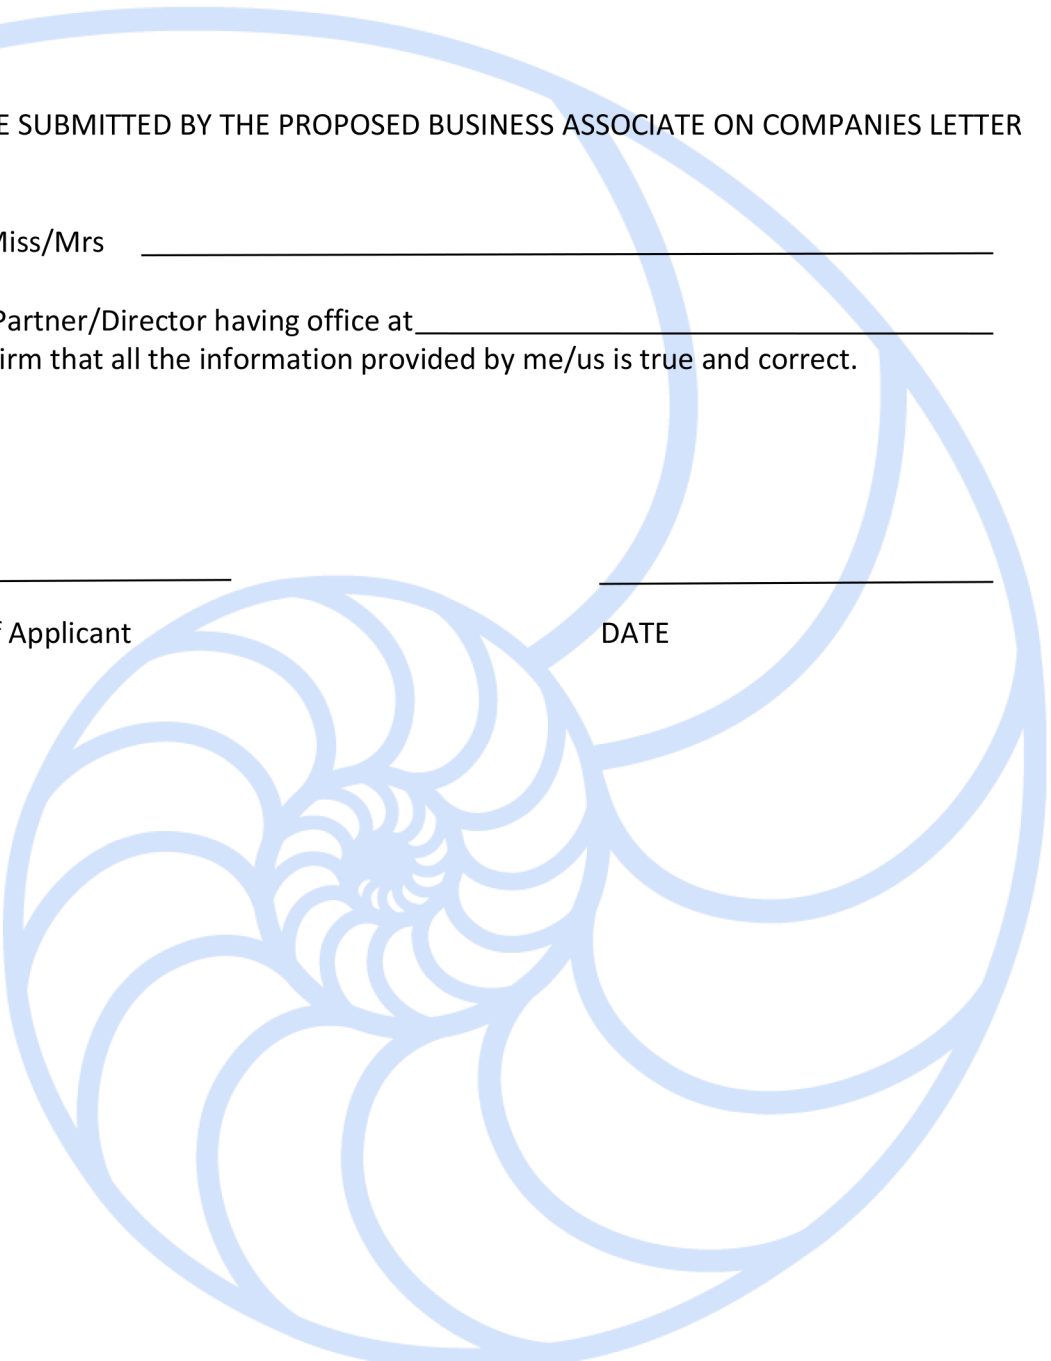 E SUBMITTED BY THE PROPOSED BUSINESS ASSOCIATE ON COMPANIES LETTER
Miss/Mrs
Partner/Director having office at
irm that all the information provided by me/us is true and correct.
f Applicant DATE